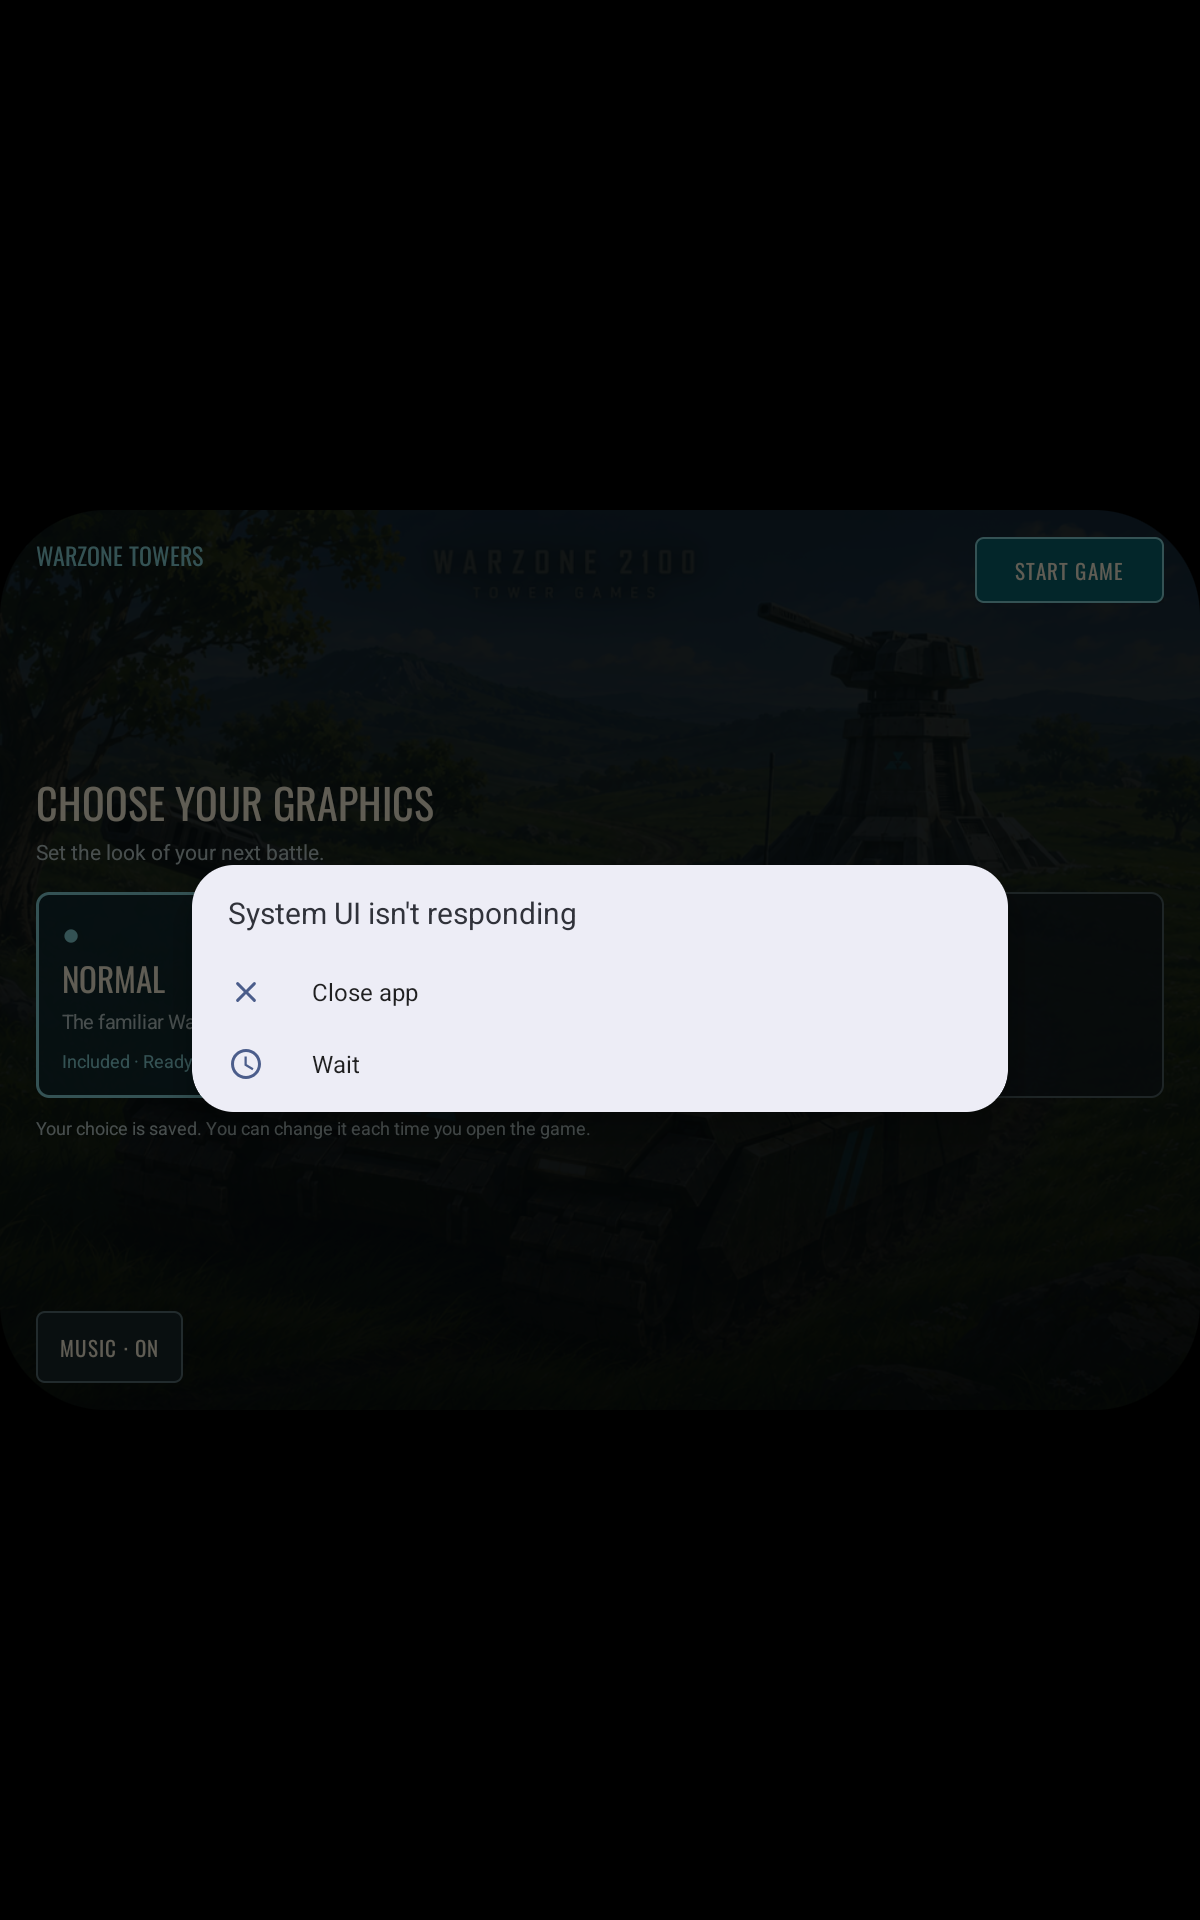 WARZONE TOWERS
WARZONE 2100
TOWER GAMES
START GAME
CHOOSE YOUR GRAPHICS
Set the look of your next battle.
System UI isn't responding
Close app
Wait
NORMAL
The familiar Wa
Included · Ready
Your choice is saved. You can change it each time you open the game.
MUSIC · ON